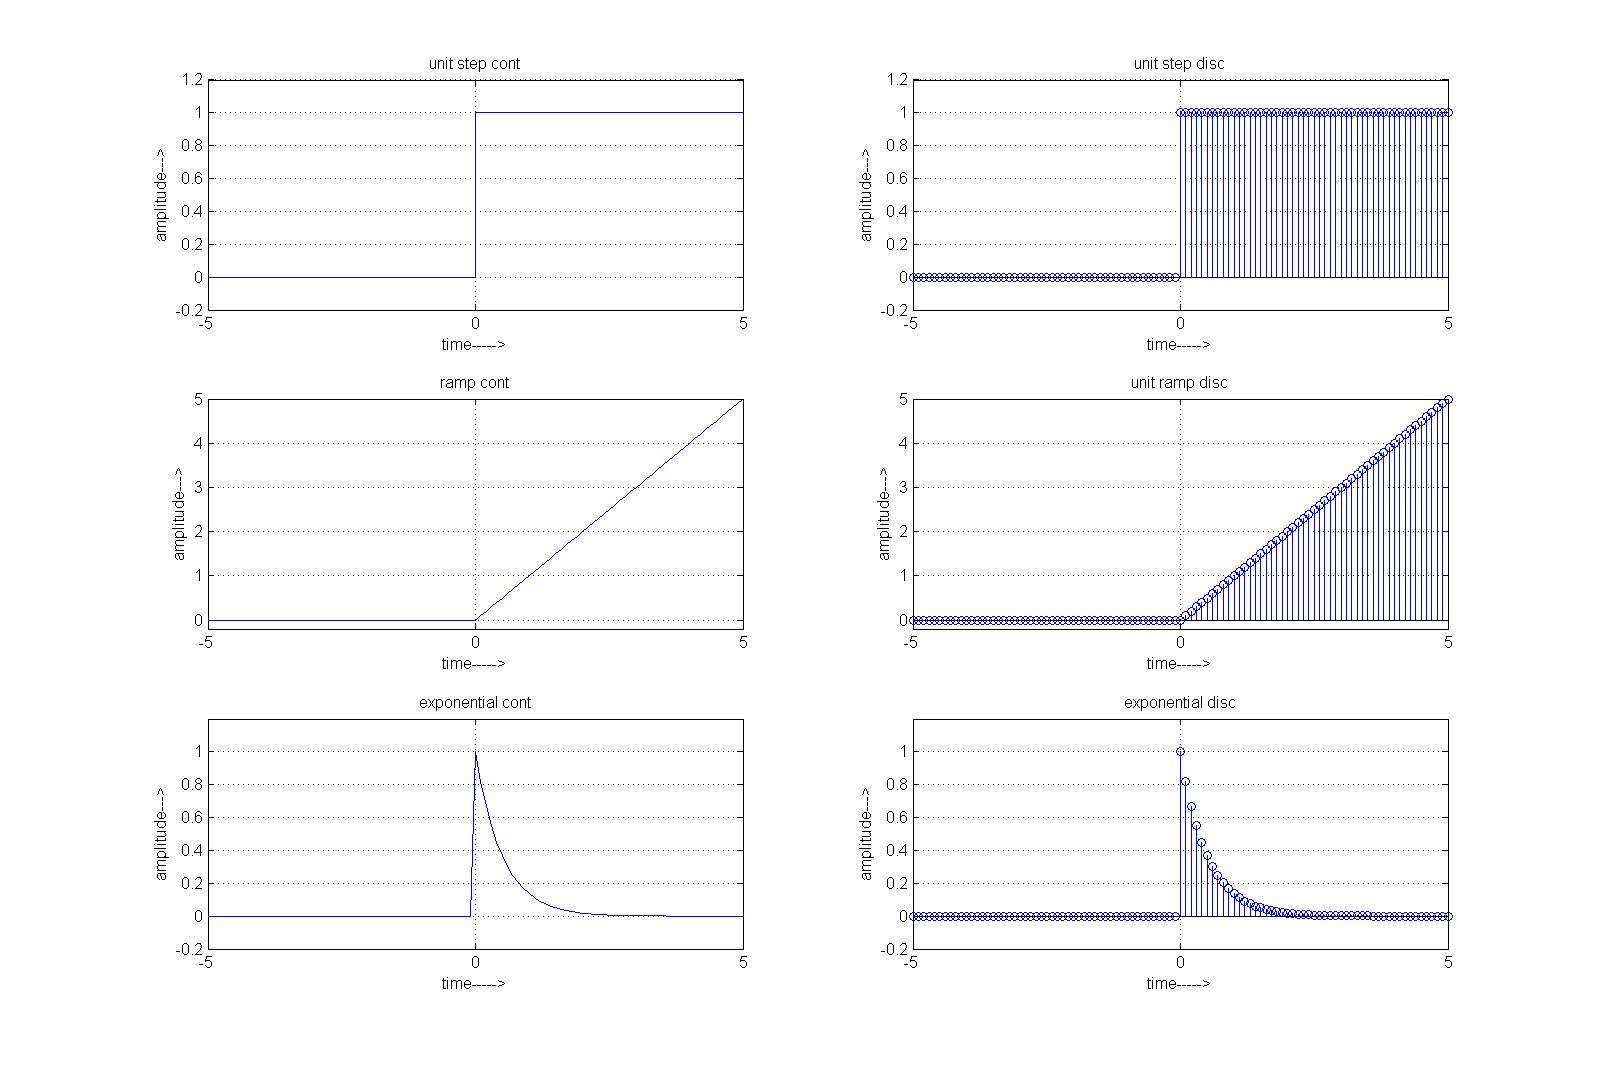 unit step cont
1.2
1
0.8
0.6
0.4
0.2
0
-0.2
amplitude--->
-5 0 5
time----->
unit step disc
1.2
1
0.8
0.6
0.4
0.2
0
-0.2
amplitude--->
-5 0 5
time----->
ramp cont
5
4
3
2
1
0
amplitude--->
-5 0 5
time----->
unit ramp disc
5
4
3
2
1
0
amplitude--->
-5 0 5
time----->
exponential cont
1
0.8
0.6
0.4
0.2
0
-0.2
amplitude--->
-5 0 5
time----->
exponential disc
1
0.8
0.6
0.4
0.2
0
-0.2
amplitude--->
-5 0 5
time----->